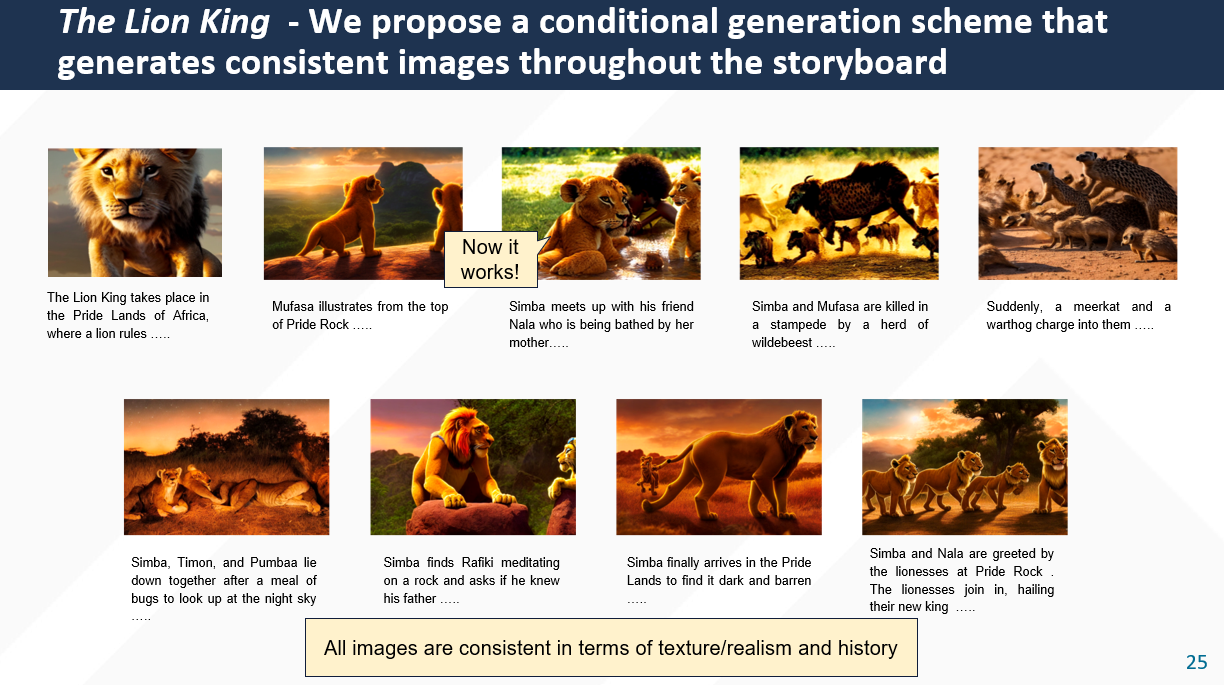 The Lion King - We propose a conditional generation scheme that
generates consistent images throughout the storyboard
Now it
works!
The Lion King takes place in
the Pride Lands of Africa,
where a lion rules …..
Mufasa illustrates from the top
of Pride Rock …..
Simba meets up with his friend
Nala who is being bathed by her
mother…..
Simba and Mufasa are killed in
a stampede by a herd of
wildebeest …..
Suddenly, a meerkat and a
warthog charge into them …..
Simba, Timon, and Pumbaa lie
down together after a meal of
bugs to look up at the night sky
…..
Simba finds Rafiki meditating
on a rock and asks if he knew
his father …..
Simba finally arrives in the Pride
Lands to find it dark and barren
…..
Simba and Nala are greeted by
the lionesses at Pride Rock .
The lionesses join in, hailing
their new king …..
All images are consistent in terms of texture/realism and history
25